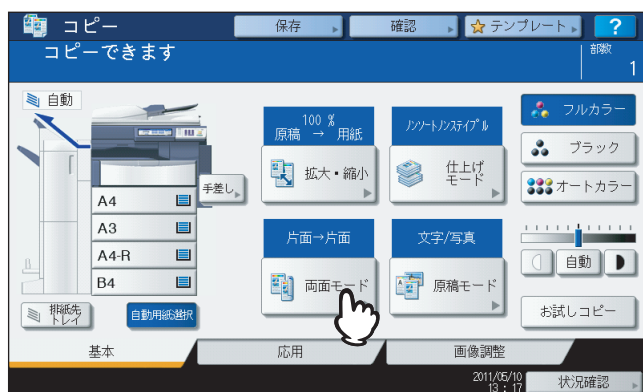 コピー
保存
確認
テンプレート
?
コピーできます
部数
1
自動
100 %
原稿 → 用紙
拡大・縮小
ノンソートノンステイプル
仕上げ
モード
フルカラー
ブラック
オートカラー
手差し
A4
A3
A4-R
B4
片面→片面
両面モード
文字/写真
原稿モード
自動
排紙先
トレイ
自動用紙選択
お試しコピー
基本
応用
画像調整
2011/05/10
13 : 17
状況確認